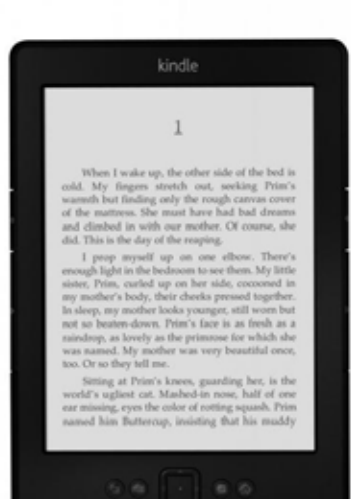 kindle
1
When I wake up, the other side of the bed is
cold. My fingers stretch out, seeking Prim's
warmth but finding only the rough canvas cover
of the mattress. She must have had bad dreams
and climbed in with our mother. Of course, she
did. This is the day of the reaping.
I prop myself up on one elbow. There's
enough light in the bedroom to see them. My little
sister, Prim, curled up on her side, cocooned in
my mother's body, their cheeks pressed together.
In sleep, my mother looks younger, still worn but
not so beaten-down. Prim's face is as fresh as a
raindrop, as lovely as the primrose for which she
was named. My mother was very beautiful once,
too. Or so they tell me.
Sitting at Prim's knees, guarding her, is the
world's ugliest cat. Mashed-in nose, half of one
ear missing, eyes the color of rotting squash. Prim
named him Buttercup, insisting that his muddy